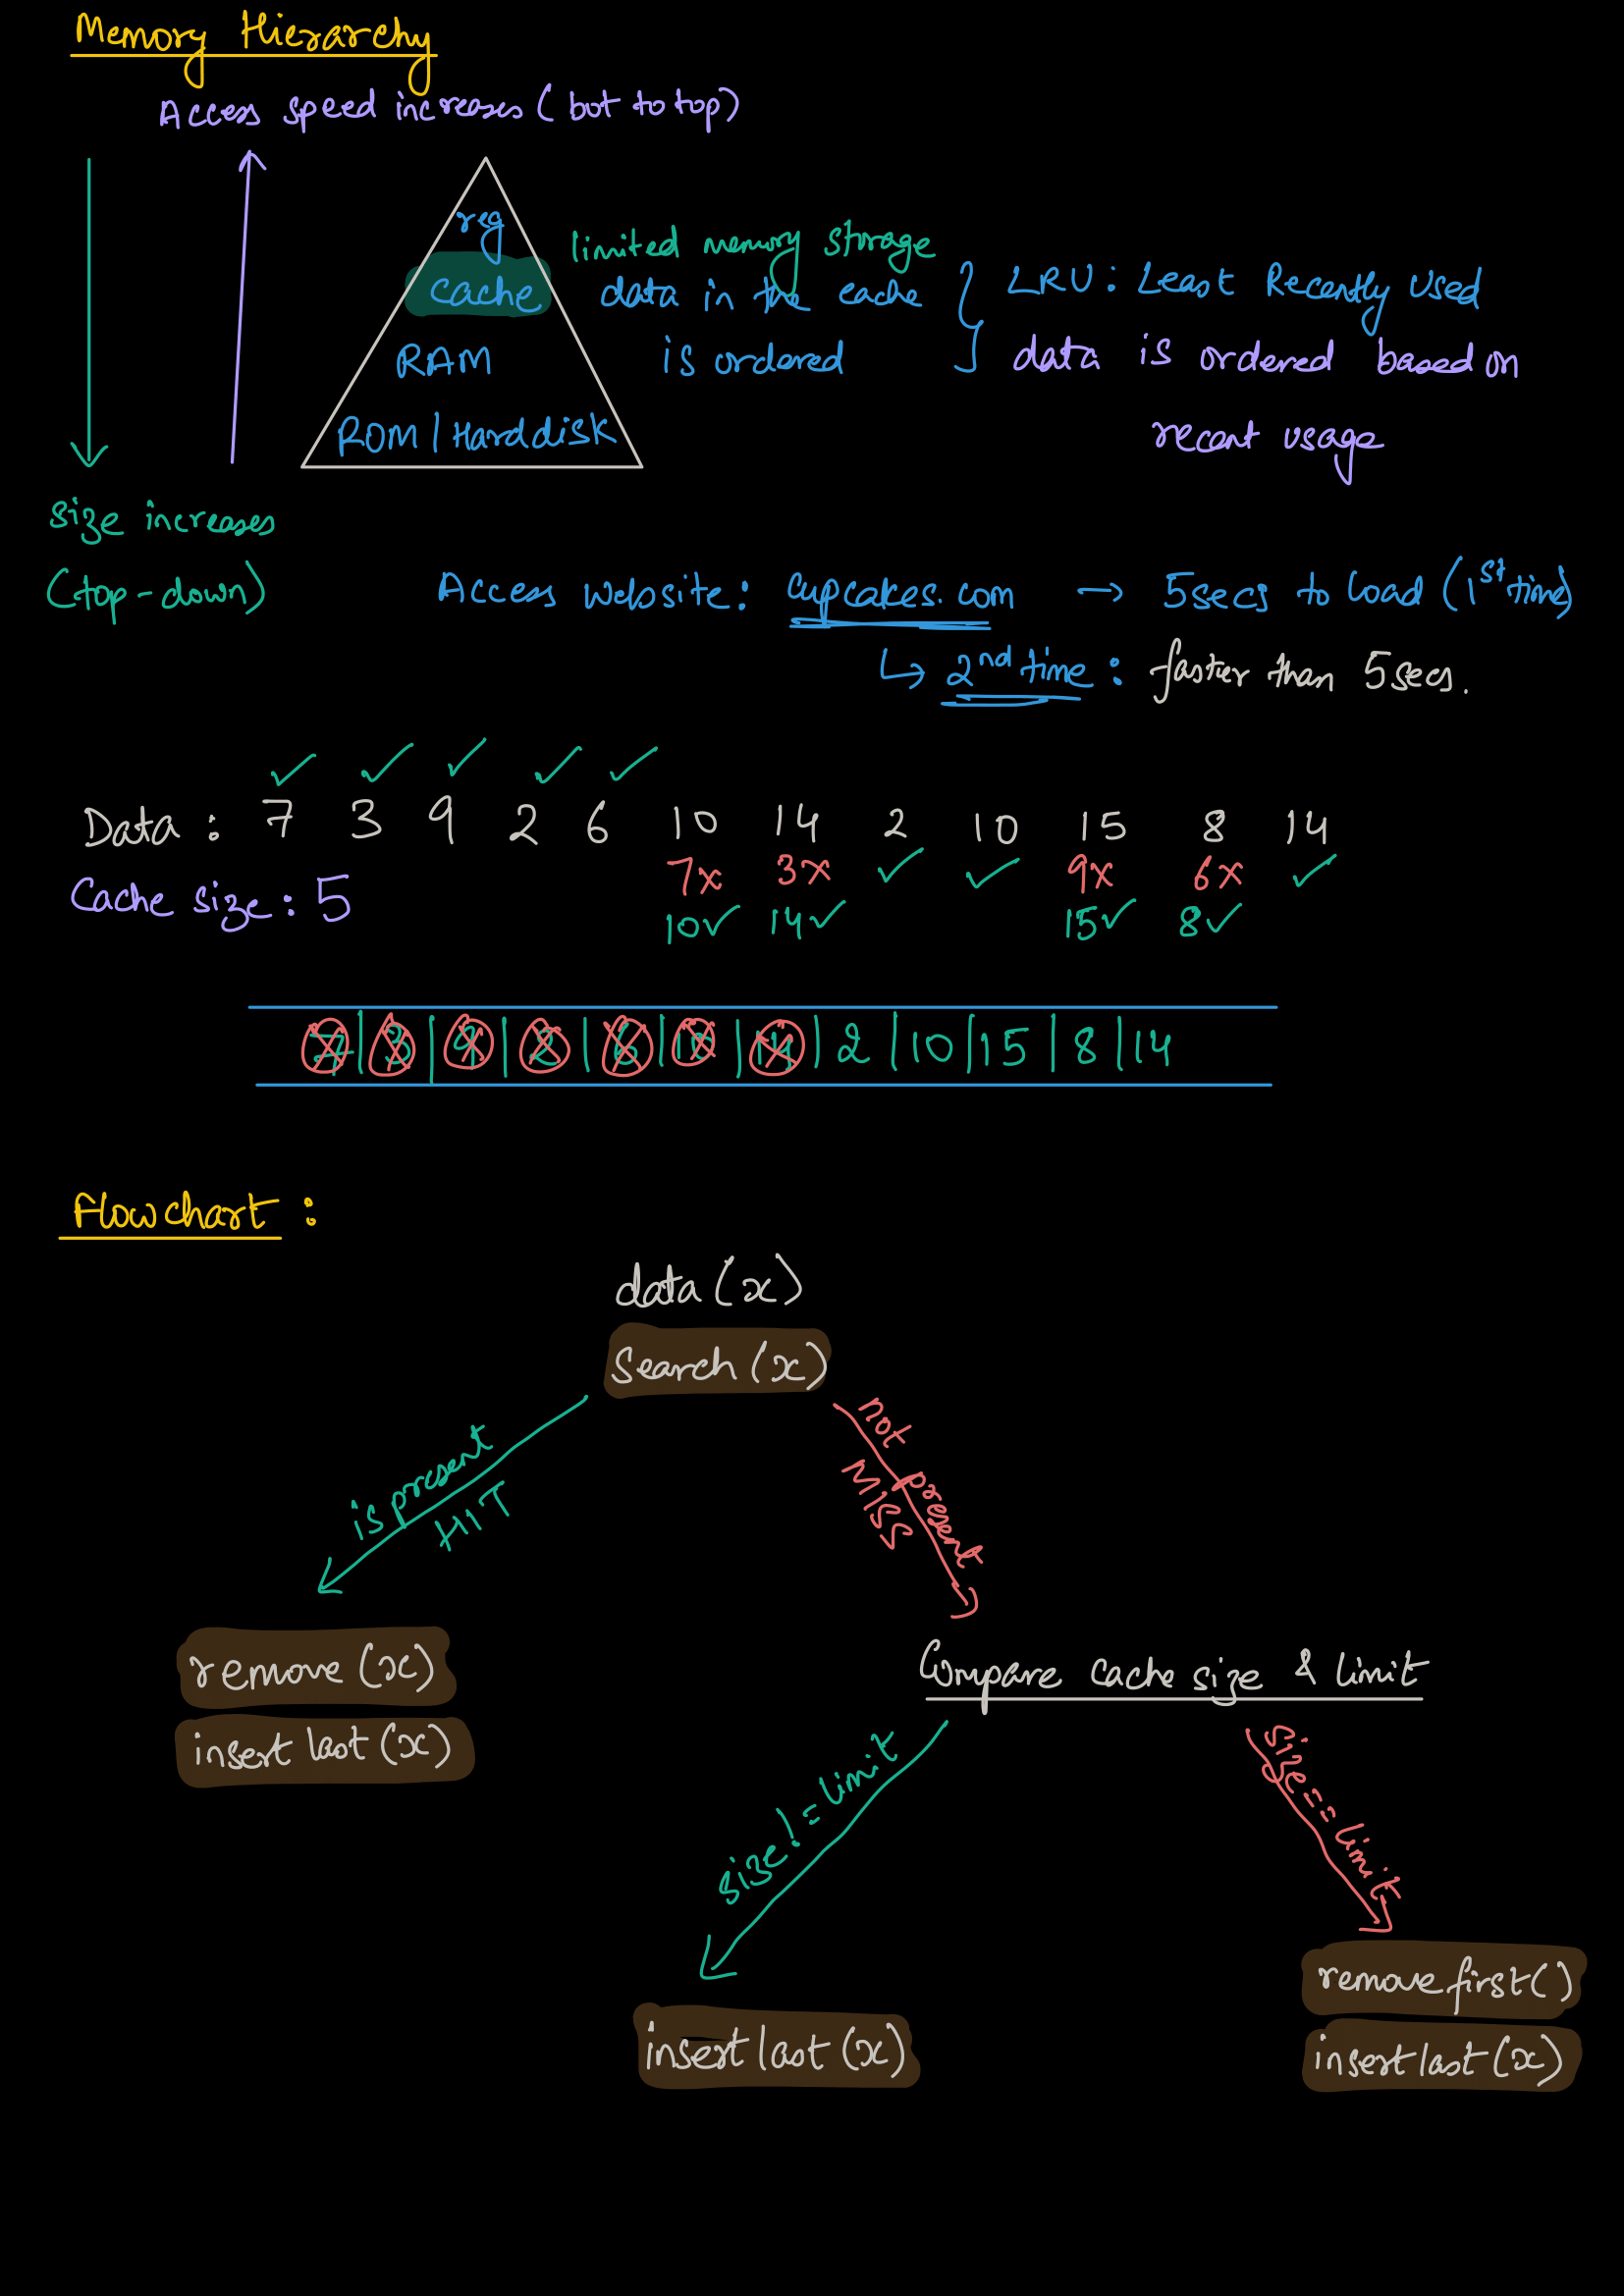 Memory Hierarchy
Access speed increases (bot to top)
reg
cache
RAM
ROM | Harddisk
limited memory storage
data in the cache
is ordered
LRU : Least Recently Used
data is ordered based on
recent usage
size increases
(top-down)
Access Website: cupcakes.com → 5secs to load (1st time)
↳ 2nd time : faster than 5secs.
✓ ✓ ✓ ✓ ✓
Data : 7 3 9 2 6 10 14 2 10 15 8 14
7x 3x ✓ ✓ 9x 6x ✓
Cache size : 5
10✓ 14✓ 15✓ 8✓
7 | 3 | 9 | 2 | 6 | 10 | 14 | 2 | 10 | 15 | 8 | 14
Flowchart :
data (x)
Search (x)
is present
HIT
not present
MISS
remove (x)
insert last (x)
Compare cache size & limit
size! = limit
size == limit
insert last (x)
remove first()
insert last (x)